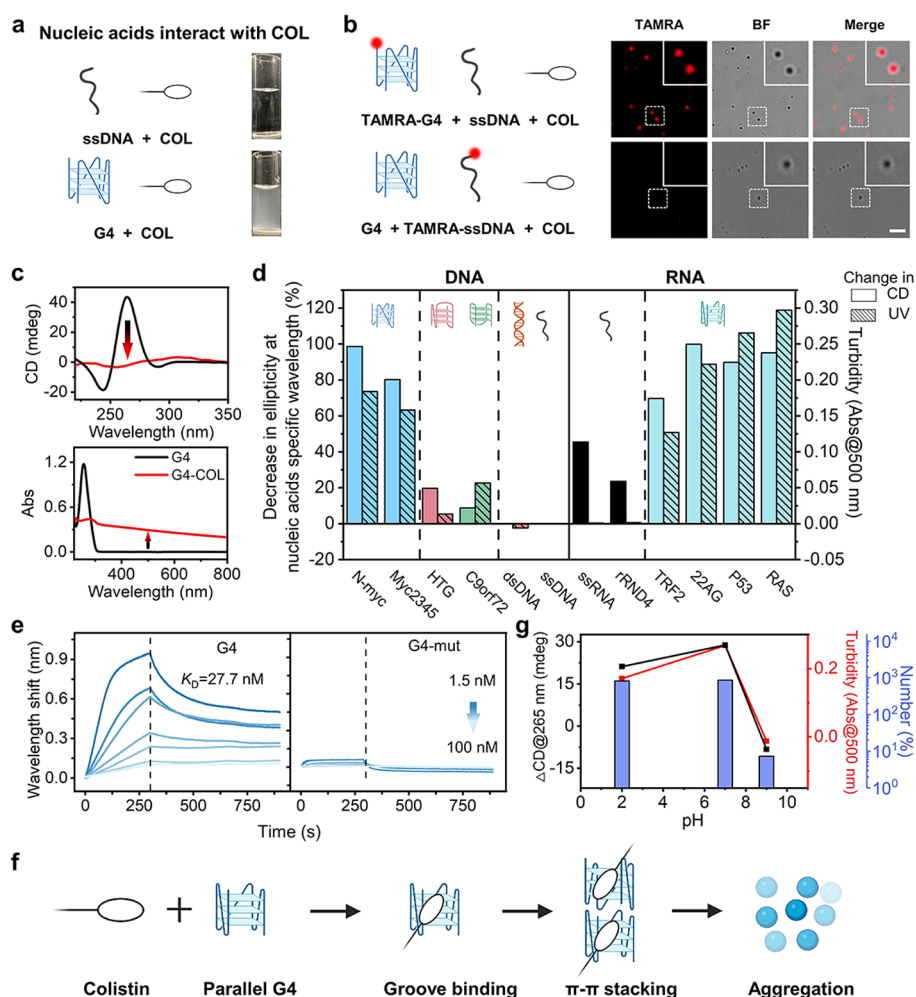 a
Nucleic acids interact with COL
ssDNA + COL
G4 + COL
b
TAMRA-G4 + ssDNA + COL
G4 + TAMRA-ssDNA + COL
TAMRA BF Merge
c
CD (mdeg)
40
20
0
-20
250 300 350
Wavelength (nm)
Abs
1.2
0.6
0.0
G4
G4-COL
400 600 800
Wavelength (nm)
d
DNA RNA
Change in
CD
UV
Decrease in ellipticity at
nucleic acids specific wavelength (%)
120
100
80
60
40
20
0
-20
Turbidity (Abs@500 nm)
0.30
0.25
0.20
0.15
0.10
0.05
0.00
-0.05
N-myc Myc2345 HTG C9orf72 dsDNA ssDNA ssRNA rRND4 TRF2 22AG P53 RAS
e
Wavelength shift (nm)
0.9
0.6
0.3
0.0
G4
KD=27.7 nM
G4-mut
1.5 nM
100 nM
0 250 500 750 0 250 500 750
Time (s)
g
△CD@265 nm (mdeg)
30
15
0
-15
Turbidity (Abs@500 nm)
0.2
0.0
Number (%)
10⁴
10³
10²
10¹
10⁰
0 2 4 6 8 10
pH
f
Colistin Parallel G4 Groove binding π-π stacking Aggregation